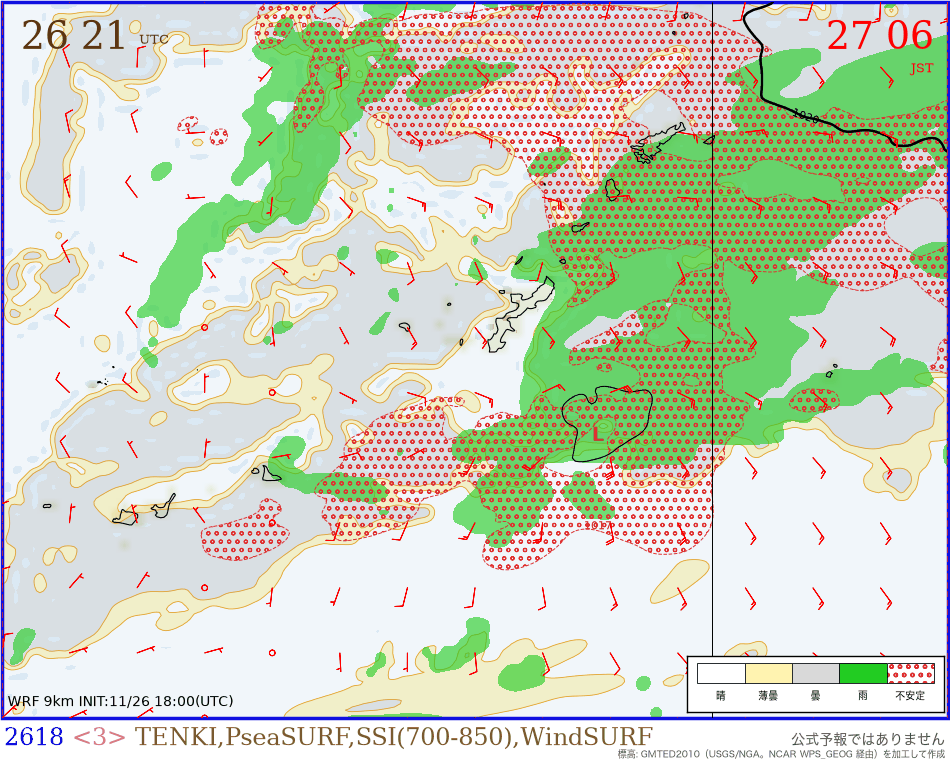 26 21 UTC
27 06
JST
1020
L
1017
WRF 9km INIT:11/26 18:00(UTC)
晴 薄曇 曇 雨 不安定
2618 <3> TENKI,PseaSURF,SSI(700-850),WindSURF
公式予報ではありません
標高: GMTED2010（USGS/NGA。NCAR WPS_GEOG 経由）を加工して作成